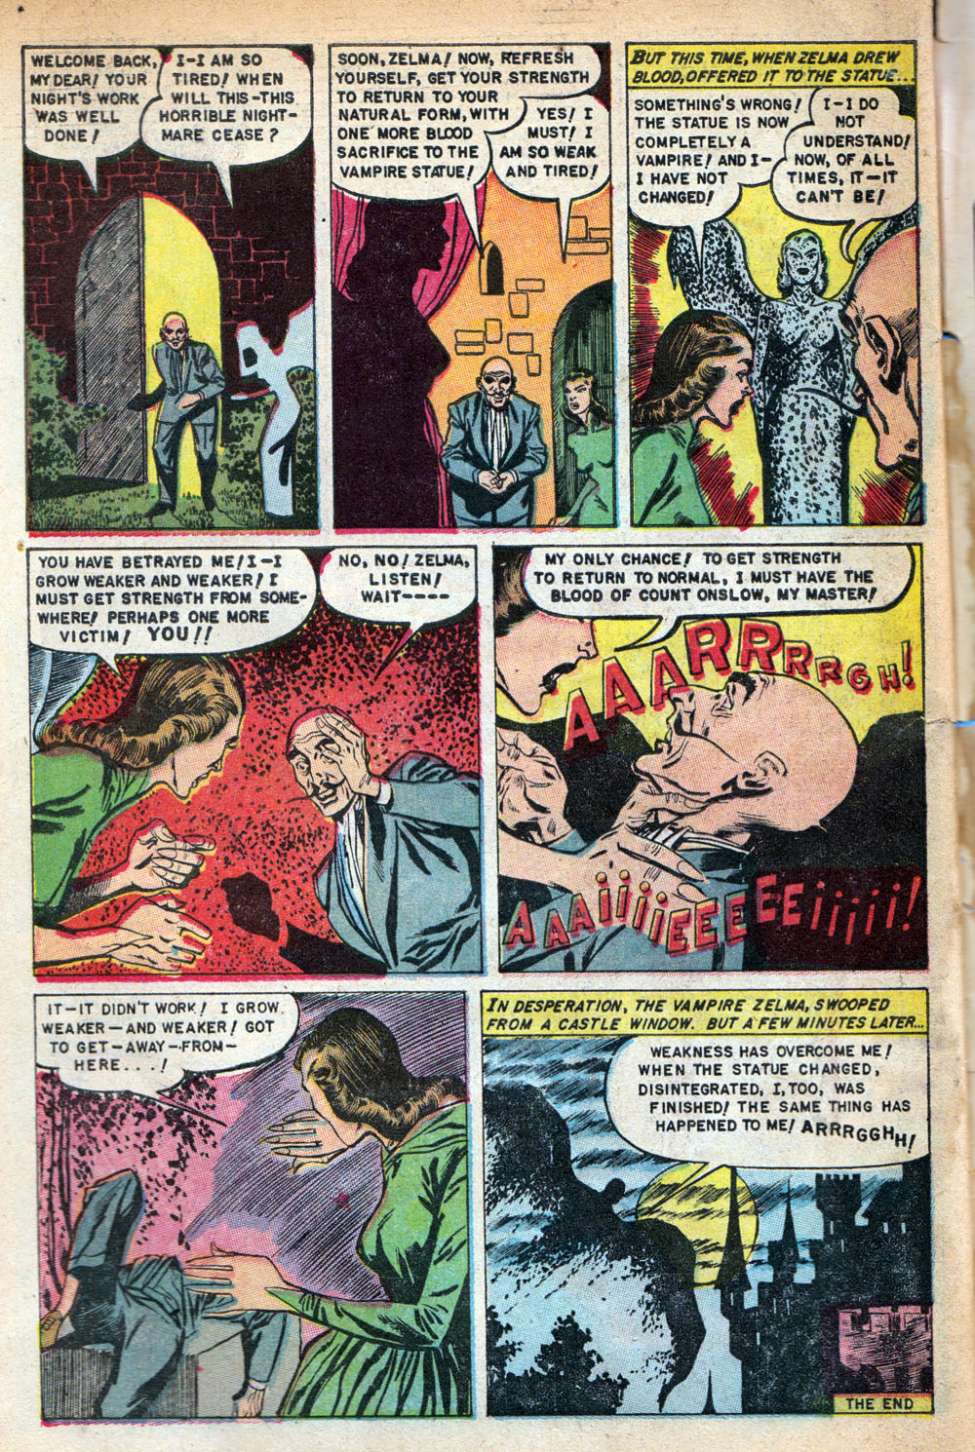 WELCOME BACK,
MY DEAR! YOUR
NIGHT'S WORK
WAS WELL
DONE!
I-I AM SO
TIRED! WHEN
WILL THIS-THIS
HORRIBLE NIGHT-
MARE CEASE?
SOON, ZELMA! NOW, REFRESH
YOURSELF, GET YOUR STRENGTH
TO RETURN TO YOUR
NATURAL FORM, WITH
ONE MORE BLOOD
SACRIFICE TO THE
VAMPIRE STATUE!
YES! I
MUST! I
AM SO WEAK
AND TIRED!
BUT THIS TIME, WHEN ZELMA DREW
BLOOD, OFFERED IT TO THE STATUE...
SOMETHING'S WRONG!
THE STATUE IS NOW
COMPLETELY A
VAMPIRE! AND I-
I HAVE NOT
CHANGED!
I-I DO
NOT
UNDERSTAND!
NOW, OF ALL
TIMES, IT-IT
CAN'T BE!
YOU HAVE BETRAYED ME! I-I
GROW WEAKER AND WEAKER! I
MUST GET STRENGTH FROM SOME-
WHERE! PERHAPS ONE MORE
VICTIM! YOU!!
NO, NO! ZELMA,
LISTEN!
WAIT----
MY ONLY CHANCE! TO GET STRENGTH
TO RETURN TO NORMAL, I MUST HAVE THE
BLOOD OF COUNT ONSLOW, MY MASTER!
AAARRRRRGH!
AAAiiiiEEEEEiiiii!
IT-IT DIDN'T WORK! I GROW
WEAKER-AND WEAKER! GOT
TO GET-AWAY-FROM-
HERE...!
IN DESPERATION, THE VAMPIRE ZELMA, SWOOPED
FROM A CASTLE WINDOW. BUT A FEW MINUTES LATER...
WEAKNESS HAS OVERCOME ME!
WHEN THE STATUE CHANGED,
DISINTEGRATED, I, TOO, WAS
FINISHED! THE SAME THING HAS
HAPPENED TO ME! ARRRGGHH!
THE END